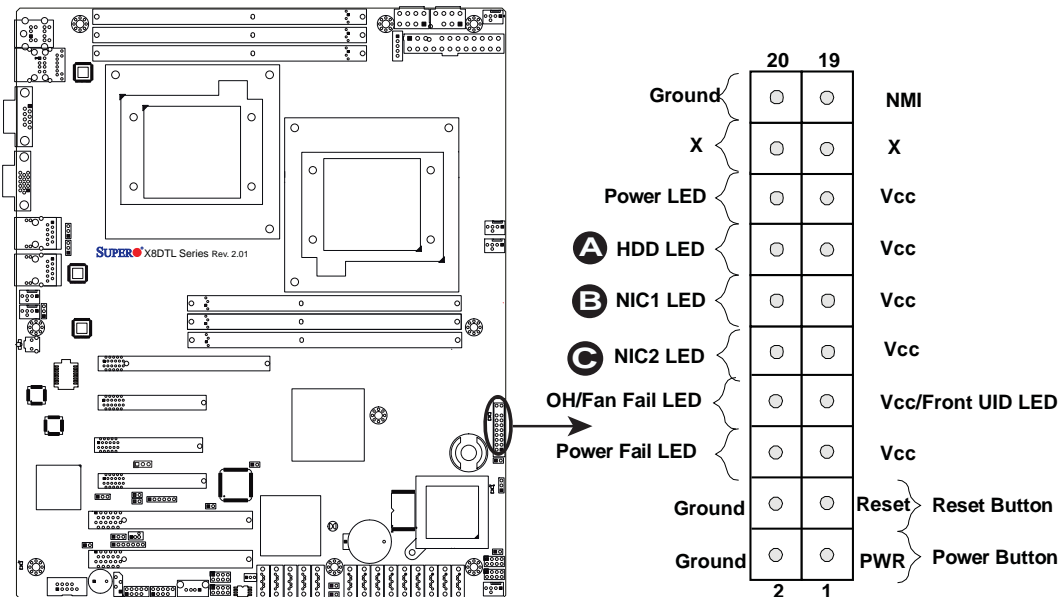 20 19
Ground NMI
X X
Power LED Vcc
A HDD LED Vcc
B NIC1 LED Vcc
C NIC2 LED Vcc
OH/Fan Fail LED Vcc/Front UID LED
Power Fail LED Vcc
Ground Reset Reset Button
Ground PWR Power Button
2 1
SUPER X8DTL Series Rev. 2.01